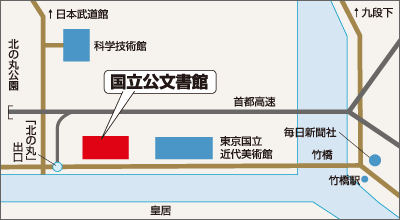 ↑日本武道館
↑九段下
科学技術館
北の丸公園
国立公文書館
首都高速
「北の丸」
出口
東京国立
近代美術館
毎日新聞社
竹橋
竹橋駅
皇居